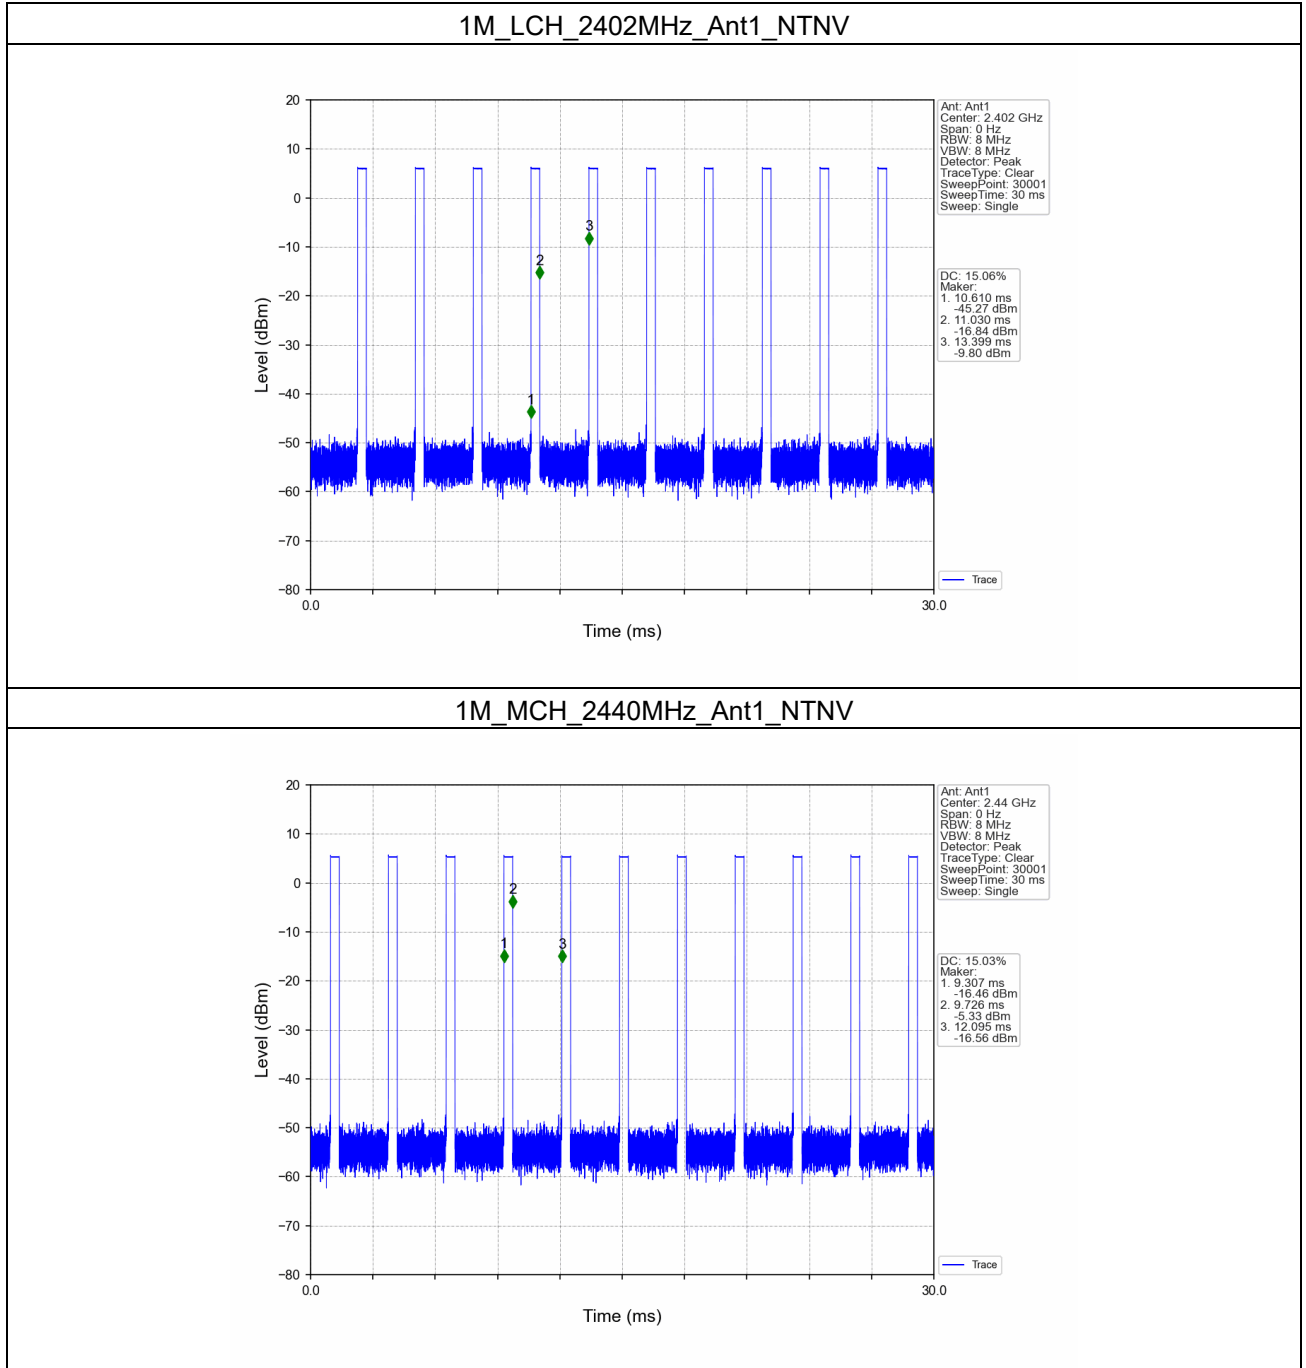 1M_LCH_2402MHz_Ant1_NTNV
20
10
0
−10
−20
−30
−40
−50
−60
−70
−80
Level (dBm)
0.0
30.0
Time (ms)
1
2
3
Ant: Ant1
Center: 2.402 GHz
Span: 0 Hz
RBW: 8 MHz
VBW: 8 MHz
Detector: Peak
TraceType: Clear
SweepPoint: 30001
SweepTime: 30 ms
Sweep: Single
DC: 15.06%
Maker:
1. 10.610 ms
-45.27 dBm
2. 11.030 ms
-16.84 dBm
3. 13.399 ms
-9.80 dBm
Trace
1M_MCH_2440MHz_Ant1_NTNV
20
10
0
−10
−20
−30
−40
−50
−60
−70
−80
Level (dBm)
0.0
30.0
Time (ms)
1
2
3
Ant: Ant1
Center: 2.44 GHz
Span: 0 Hz
RBW: 8 MHz
VBW: 8 MHz
Detector: Peak
TraceType: Clear
SweepPoint: 30001
SweepTime: 30 ms
Sweep: Single
DC: 15.03%
Maker:
1. 9.307 ms
-16.46 dBm
2. 9.726 ms
-5.33 dBm
3. 12.095 ms
-16.56 dBm
Trace